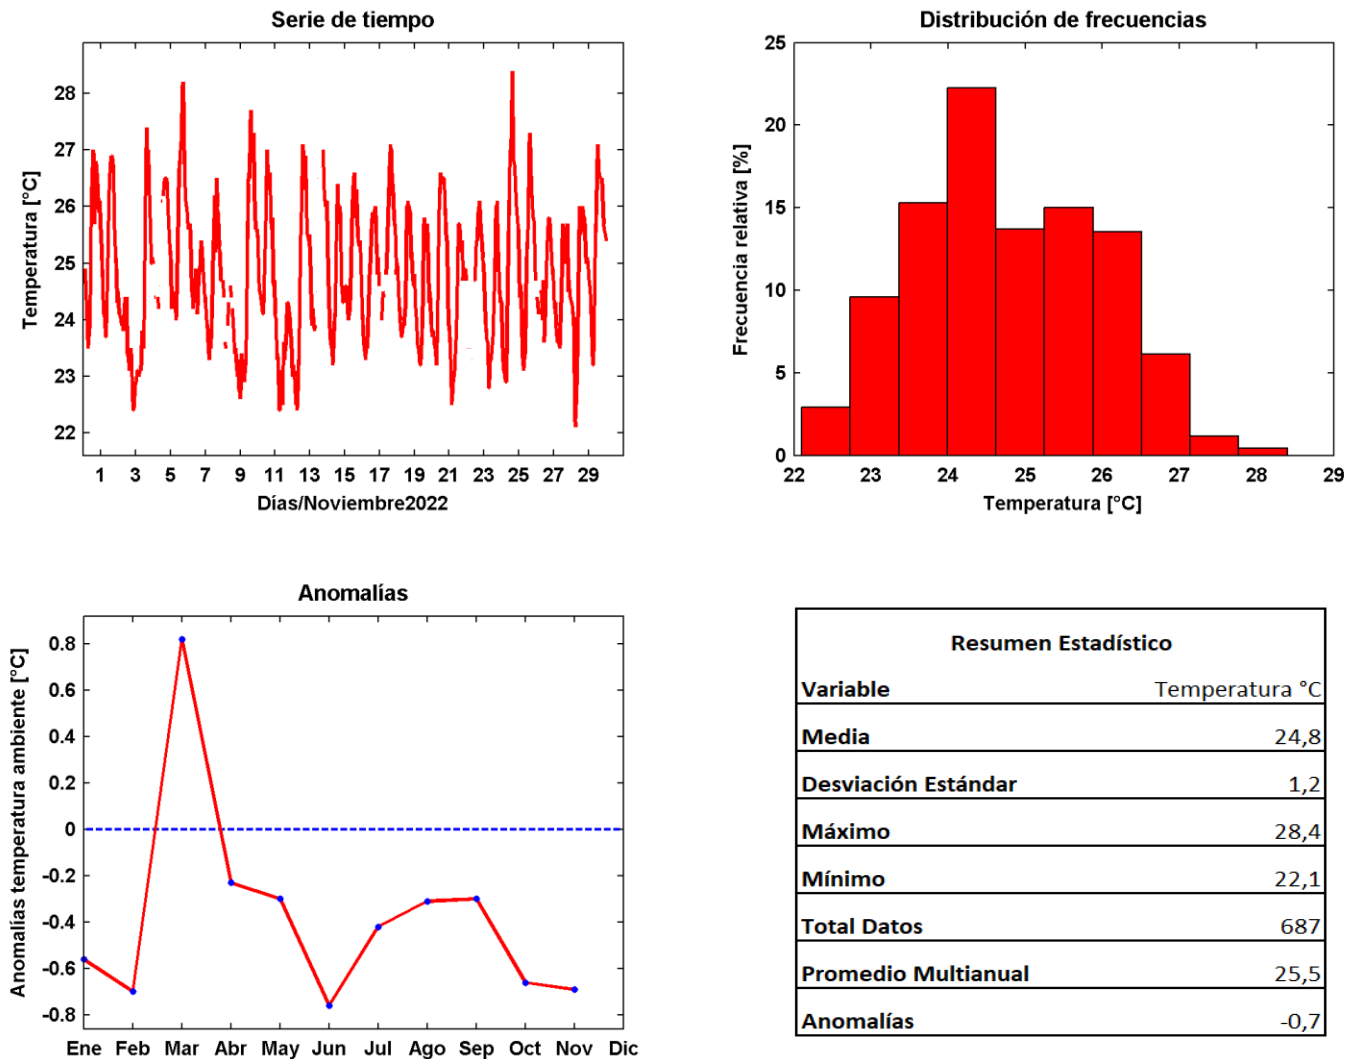 Serie de tiempo
Temperatura [°C]
28
27
26
25
24
23
22
1 3 5 7 9 11 13 15 17 19 21 23 25 27 29
Días/Noviembre2022
Distribución de frecuencias
Frecuencia relativa [%]
25
20
15
10
5
0
22 23 24 25 26 27 28 29
Temperatura [°C]
Anomalías
Anomalías temperatura ambiente [°C]
0.8
0.6
0.4
0.2
0
-0.2
-0.4
-0.6
-0.8
Ene Feb Mar Abr May Jun Jul Ago Sep Oct Nov Dic
Resumen Estadístico
Variable Temperatura °C
Media 24,8
Desviación Estándar 1,2
Máximo 28,4
Mínimo 22,1
Total Datos 687
Promedio Multianual 25,5
Anomalías -0,7